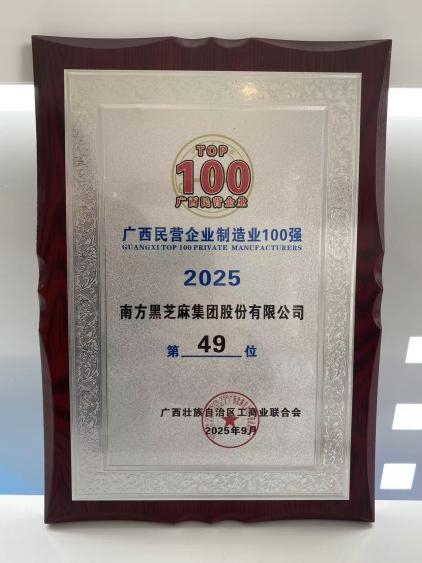 TOP
100
广西民营企业
广西民营企业制造业100强
GUANGXI TOP 100 PRIVATE MANUFACTURERS
2025
南方黑芝麻集团股份有限公司
第 49 位
广西壮族自治区工商业联合会
2025年9月